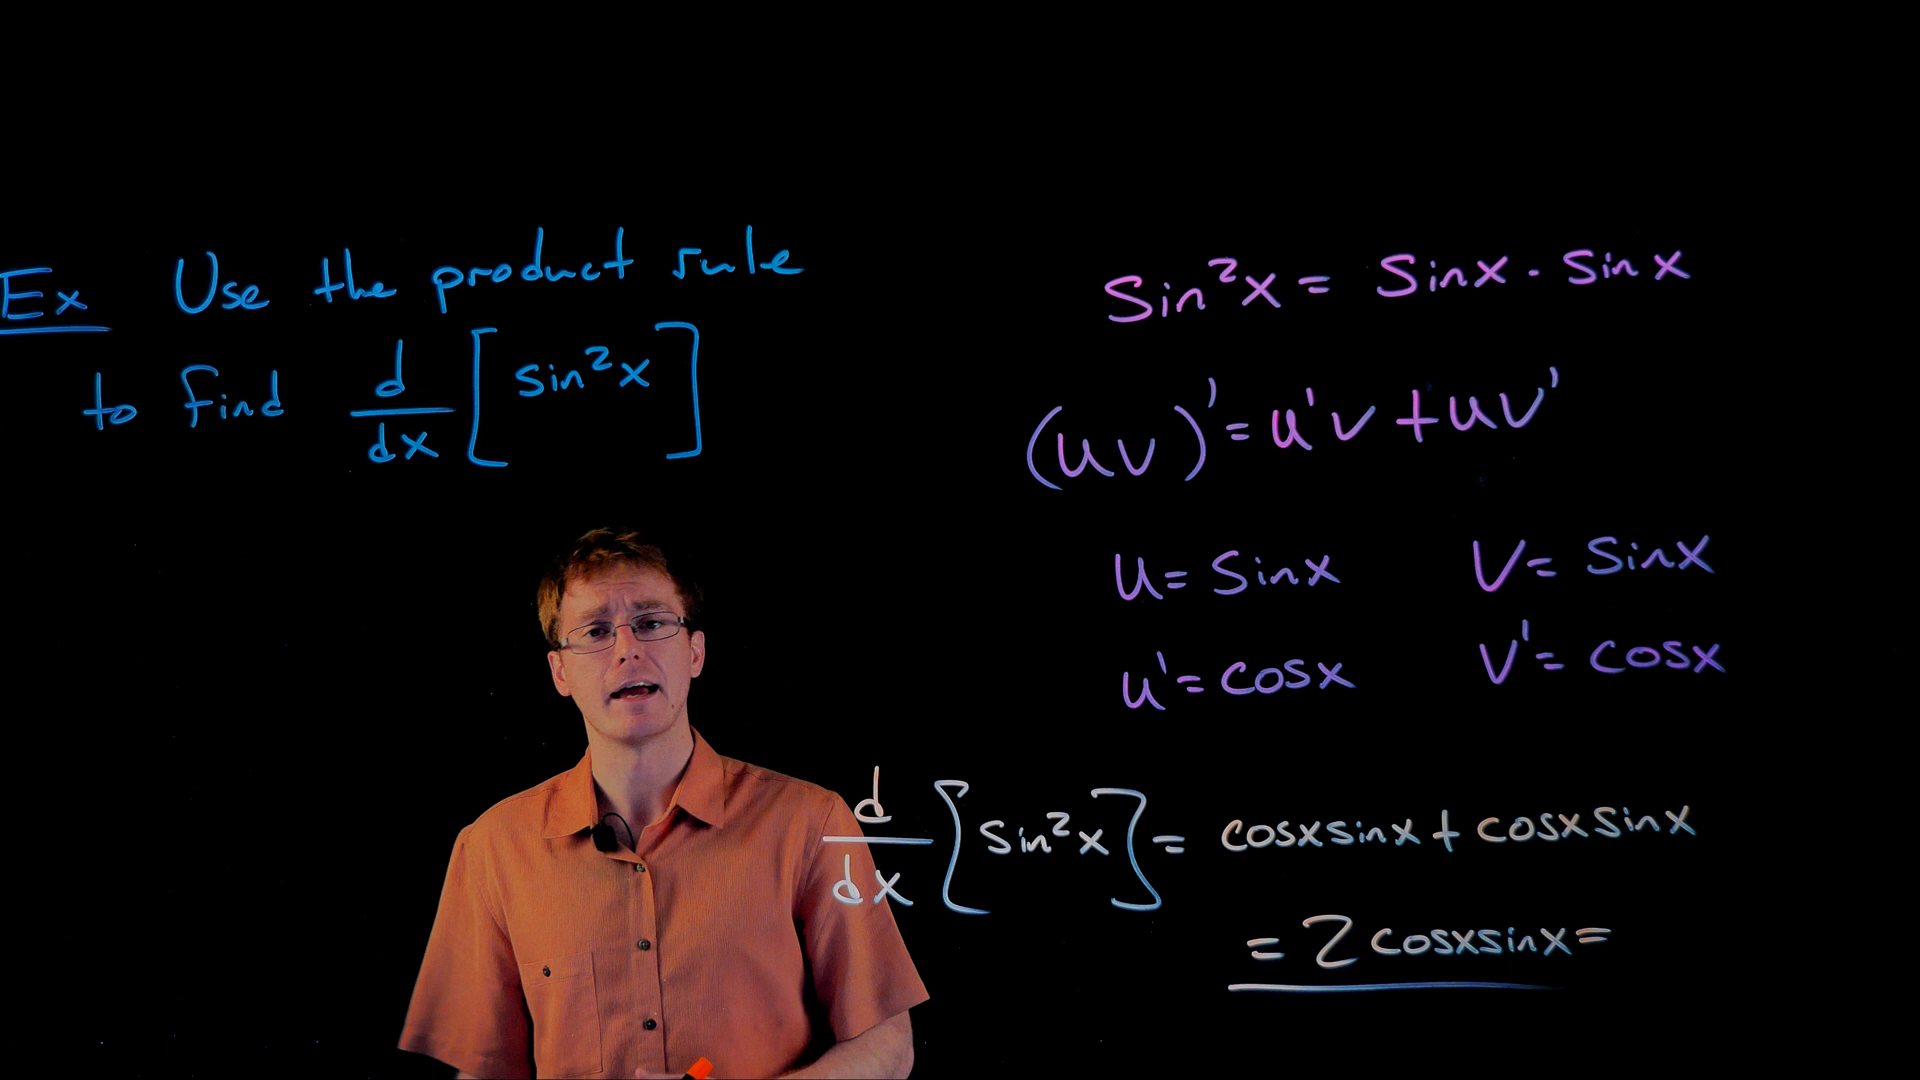 Ex Use the product rule
to find d/dx [sin²x]
Sin²x = Sinx · Sinx
(uv)' = u'v + uv'
u = Sinx V = Sinx
u' = cosx V' = cosx
d/dx [sin²x] = cosxsinx + cosxsinx
= 2cosxsinx =